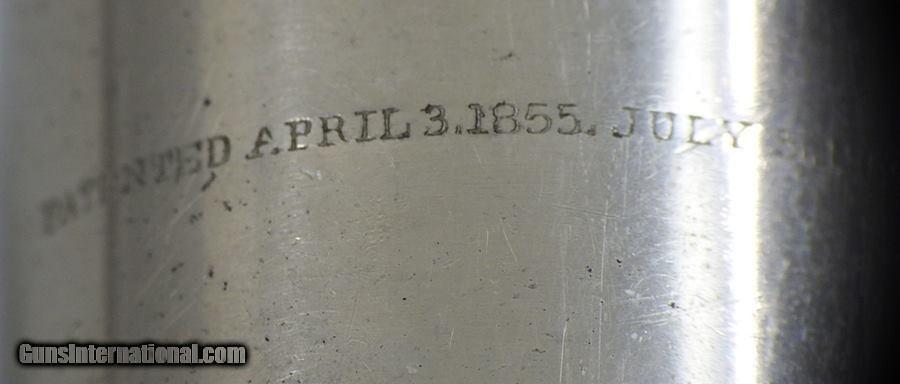 PATENTED APRIL 3. 1855. JULY
GunsInternational.com